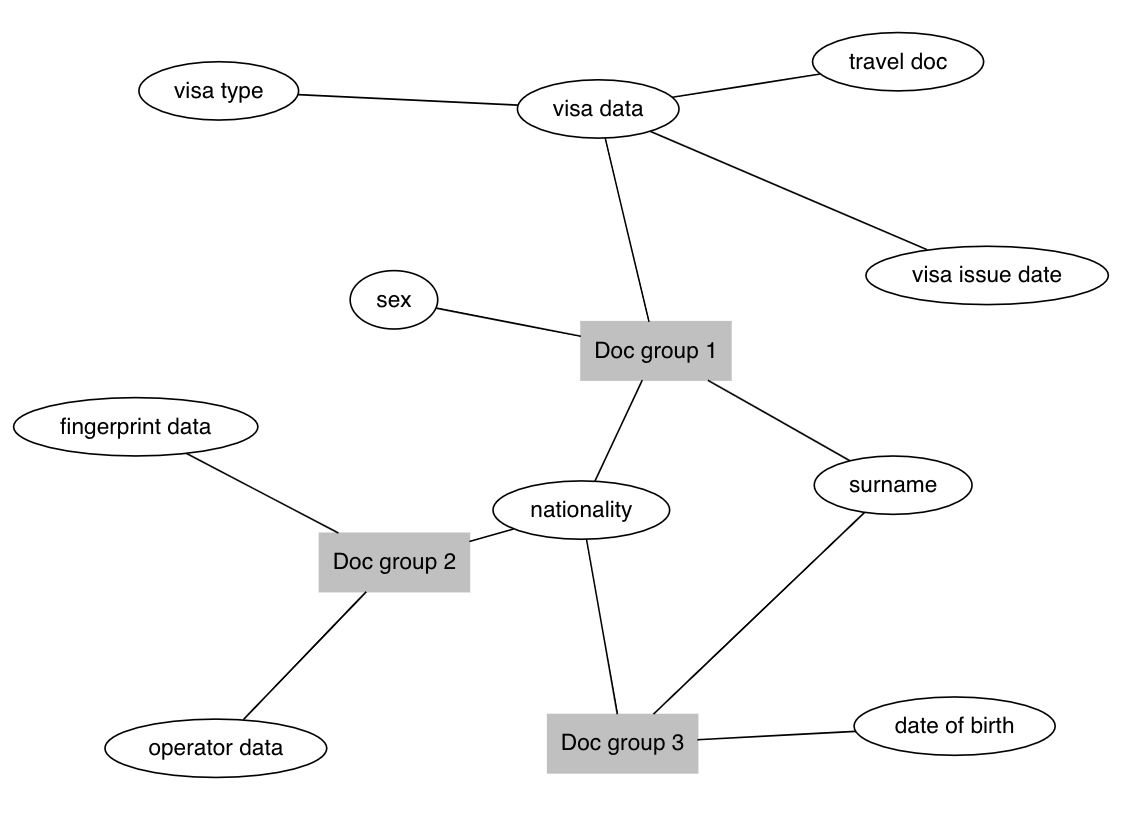 travel doc
visa type
visa data
visa issue date
sex
Doc group 1
fingerprint data
surname
nationality
Doc group 2
date of birth
Doc group 3
operator data